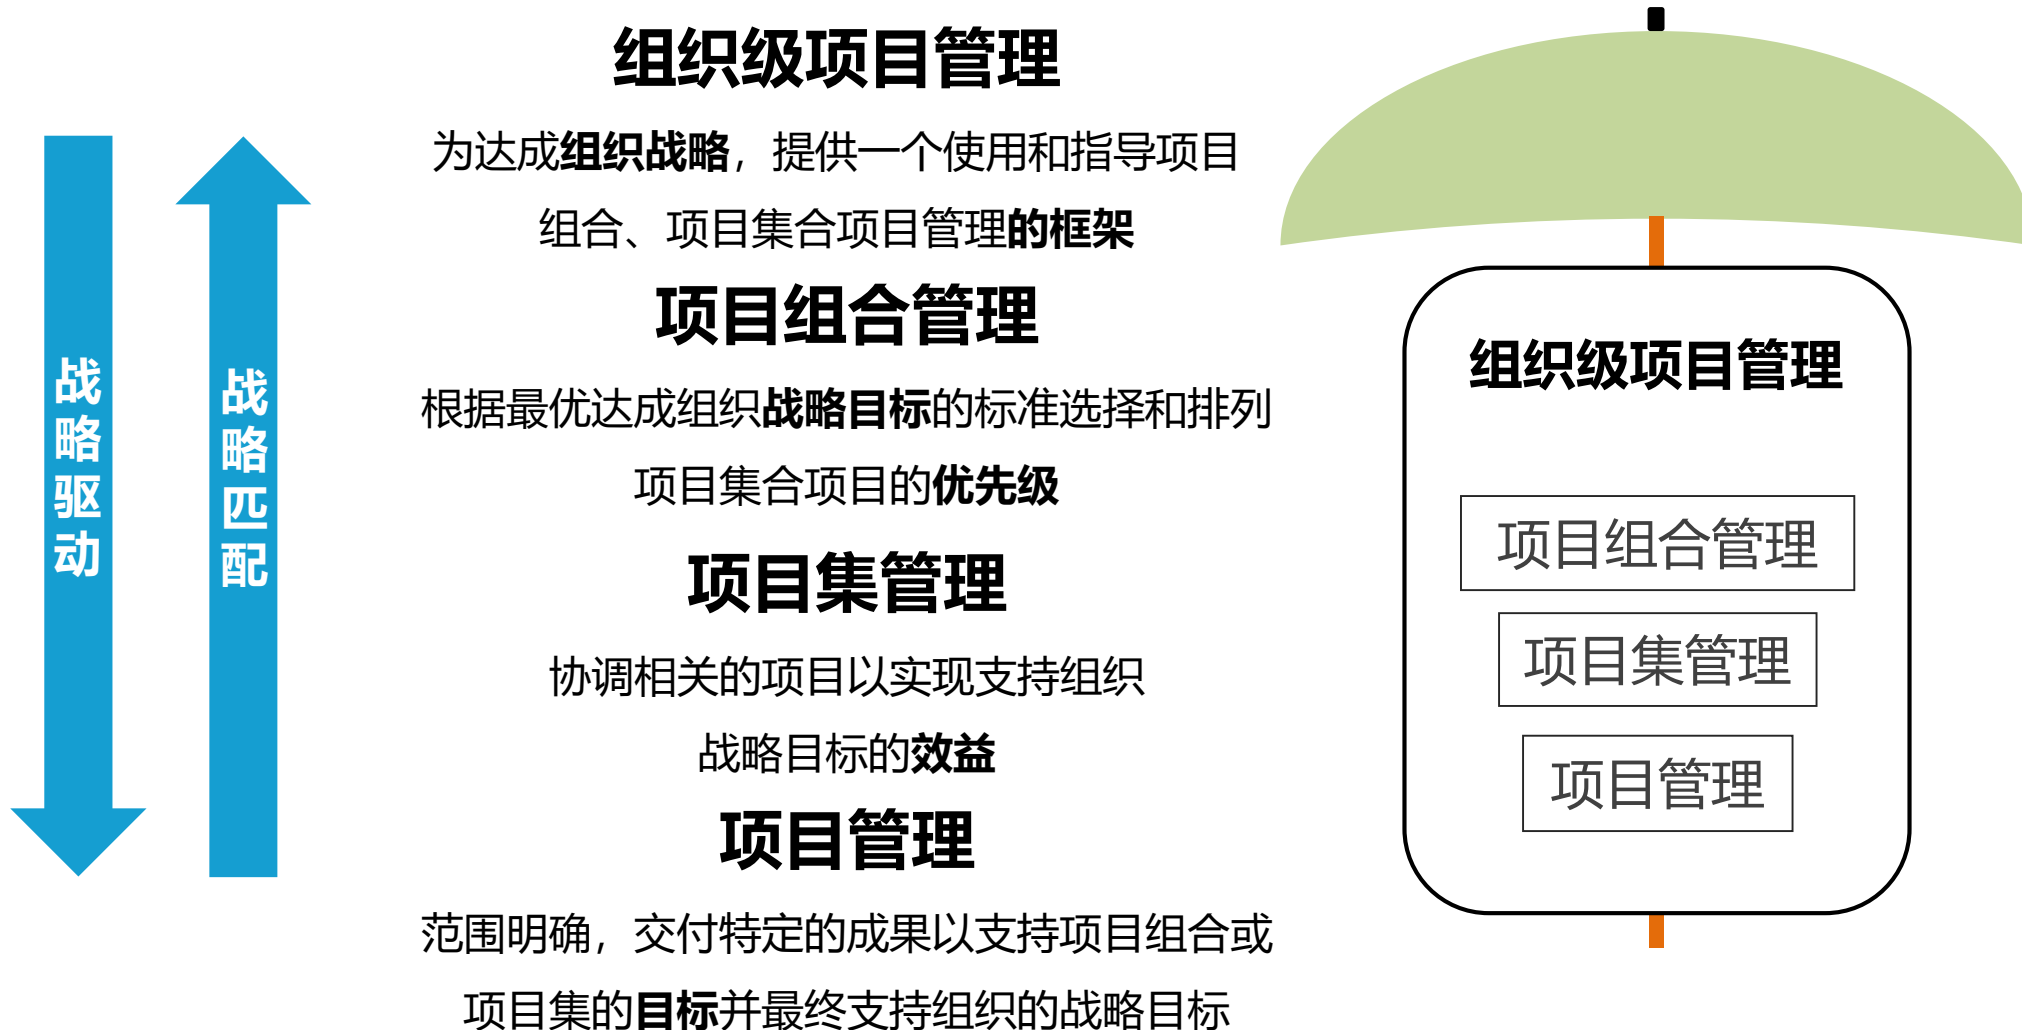 组织级项目管理
为达成组织战略，提供一个使用和指导项目
组合、项目集合项目管理的框架
项目组合管理
根据最优达成组织战略目标的标准选择和排列
项目集合项目的优先级
项目集管理
协调相关的项目以实现支持组织
战略目标的效益
项目管理
范围明确，交付特定的成果以支持项目组合或
项目集的目标并最终支持组织的战略目标
战略驱动
战略匹配
组织级项目管理
项目组合管理
项目集管理
项目管理